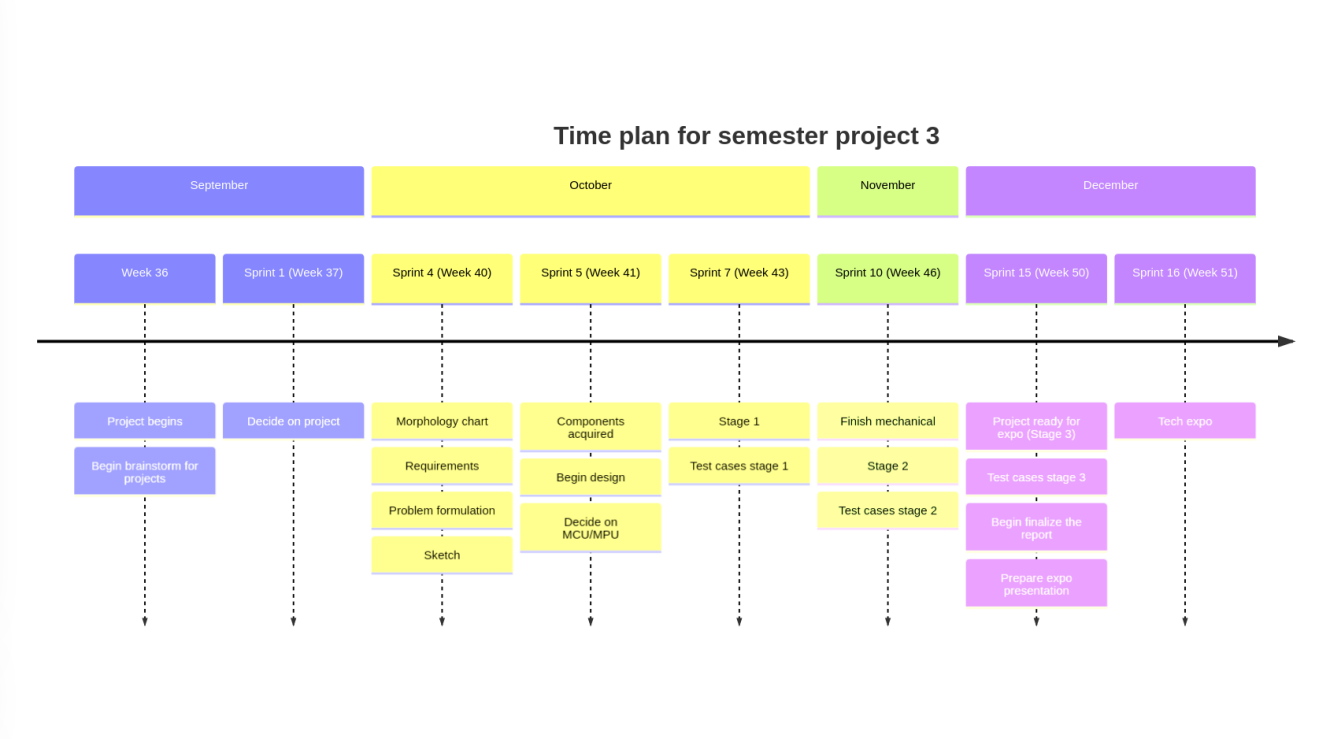 Time plan for semester project 3
September
October
November
December
Week 36
Sprint 1 (Week 37)
Sprint 4 (Week 40)
Sprint 5 (Week 41)
Sprint 7 (Week 43)
Sprint 10 (Week 46)
Sprint 15 (Week 50)
Sprint 16 (Week 51)
Project begins
Begin brainstorm for
projects
Decide on project
Morphology chart
Requirements
Problem formulation
Sketch
Components
acquired
Begin design
Decide on
MCU/MPU
Stage 1
Test cases stage 1
Finish mechanical
Stage 2
Test cases stage 2
Project ready for
expo (Stage 3)
Test cases stage 3
Begin finalize the
report
Prepare expo
presentation
Tech expo